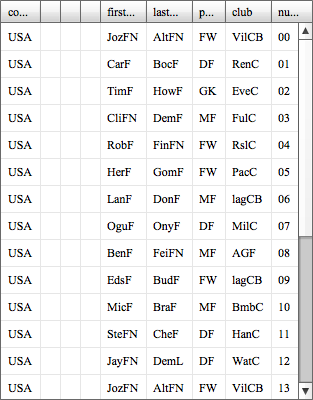 co... first... last... p... club nu...
USA JozFN AltFN FW VilCB 00
USA CarF BocF DF RenC 01
USA TimF HowF GK EveC 02
USA CliFN DemF MF FulC 03
USA RobF FinFN FW RslC 04
USA HerF GomF FW PacC 05
USA LanF DonF MF lagCB 06
USA OguF OnyF DF MilC 07
USA BenF FeiFN MF AGF 08
USA EdsF BudF FW lagCB 09
USA MicF BraF MF BmbC 10
USA SteFN CheF DF HanC 11
USA JayFN DemL DF WatC 12
USA JozFN AltFN FW VilCB 13